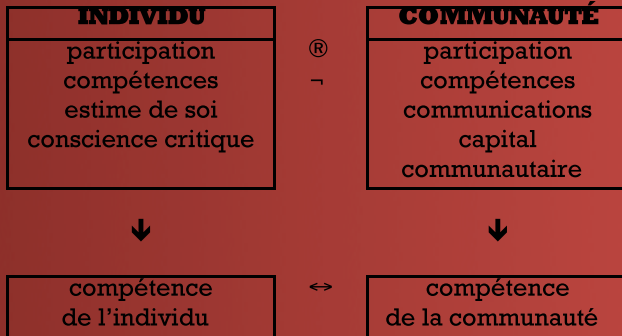 INDIVIDU
participation
compétences
estime de soi
conscience critique
®
¬
COMMUNAUTÉ
participation
compétences
communications
capital
communautaire
↓
↓
compétence
de l’individu
↔
compétence
de la communauté